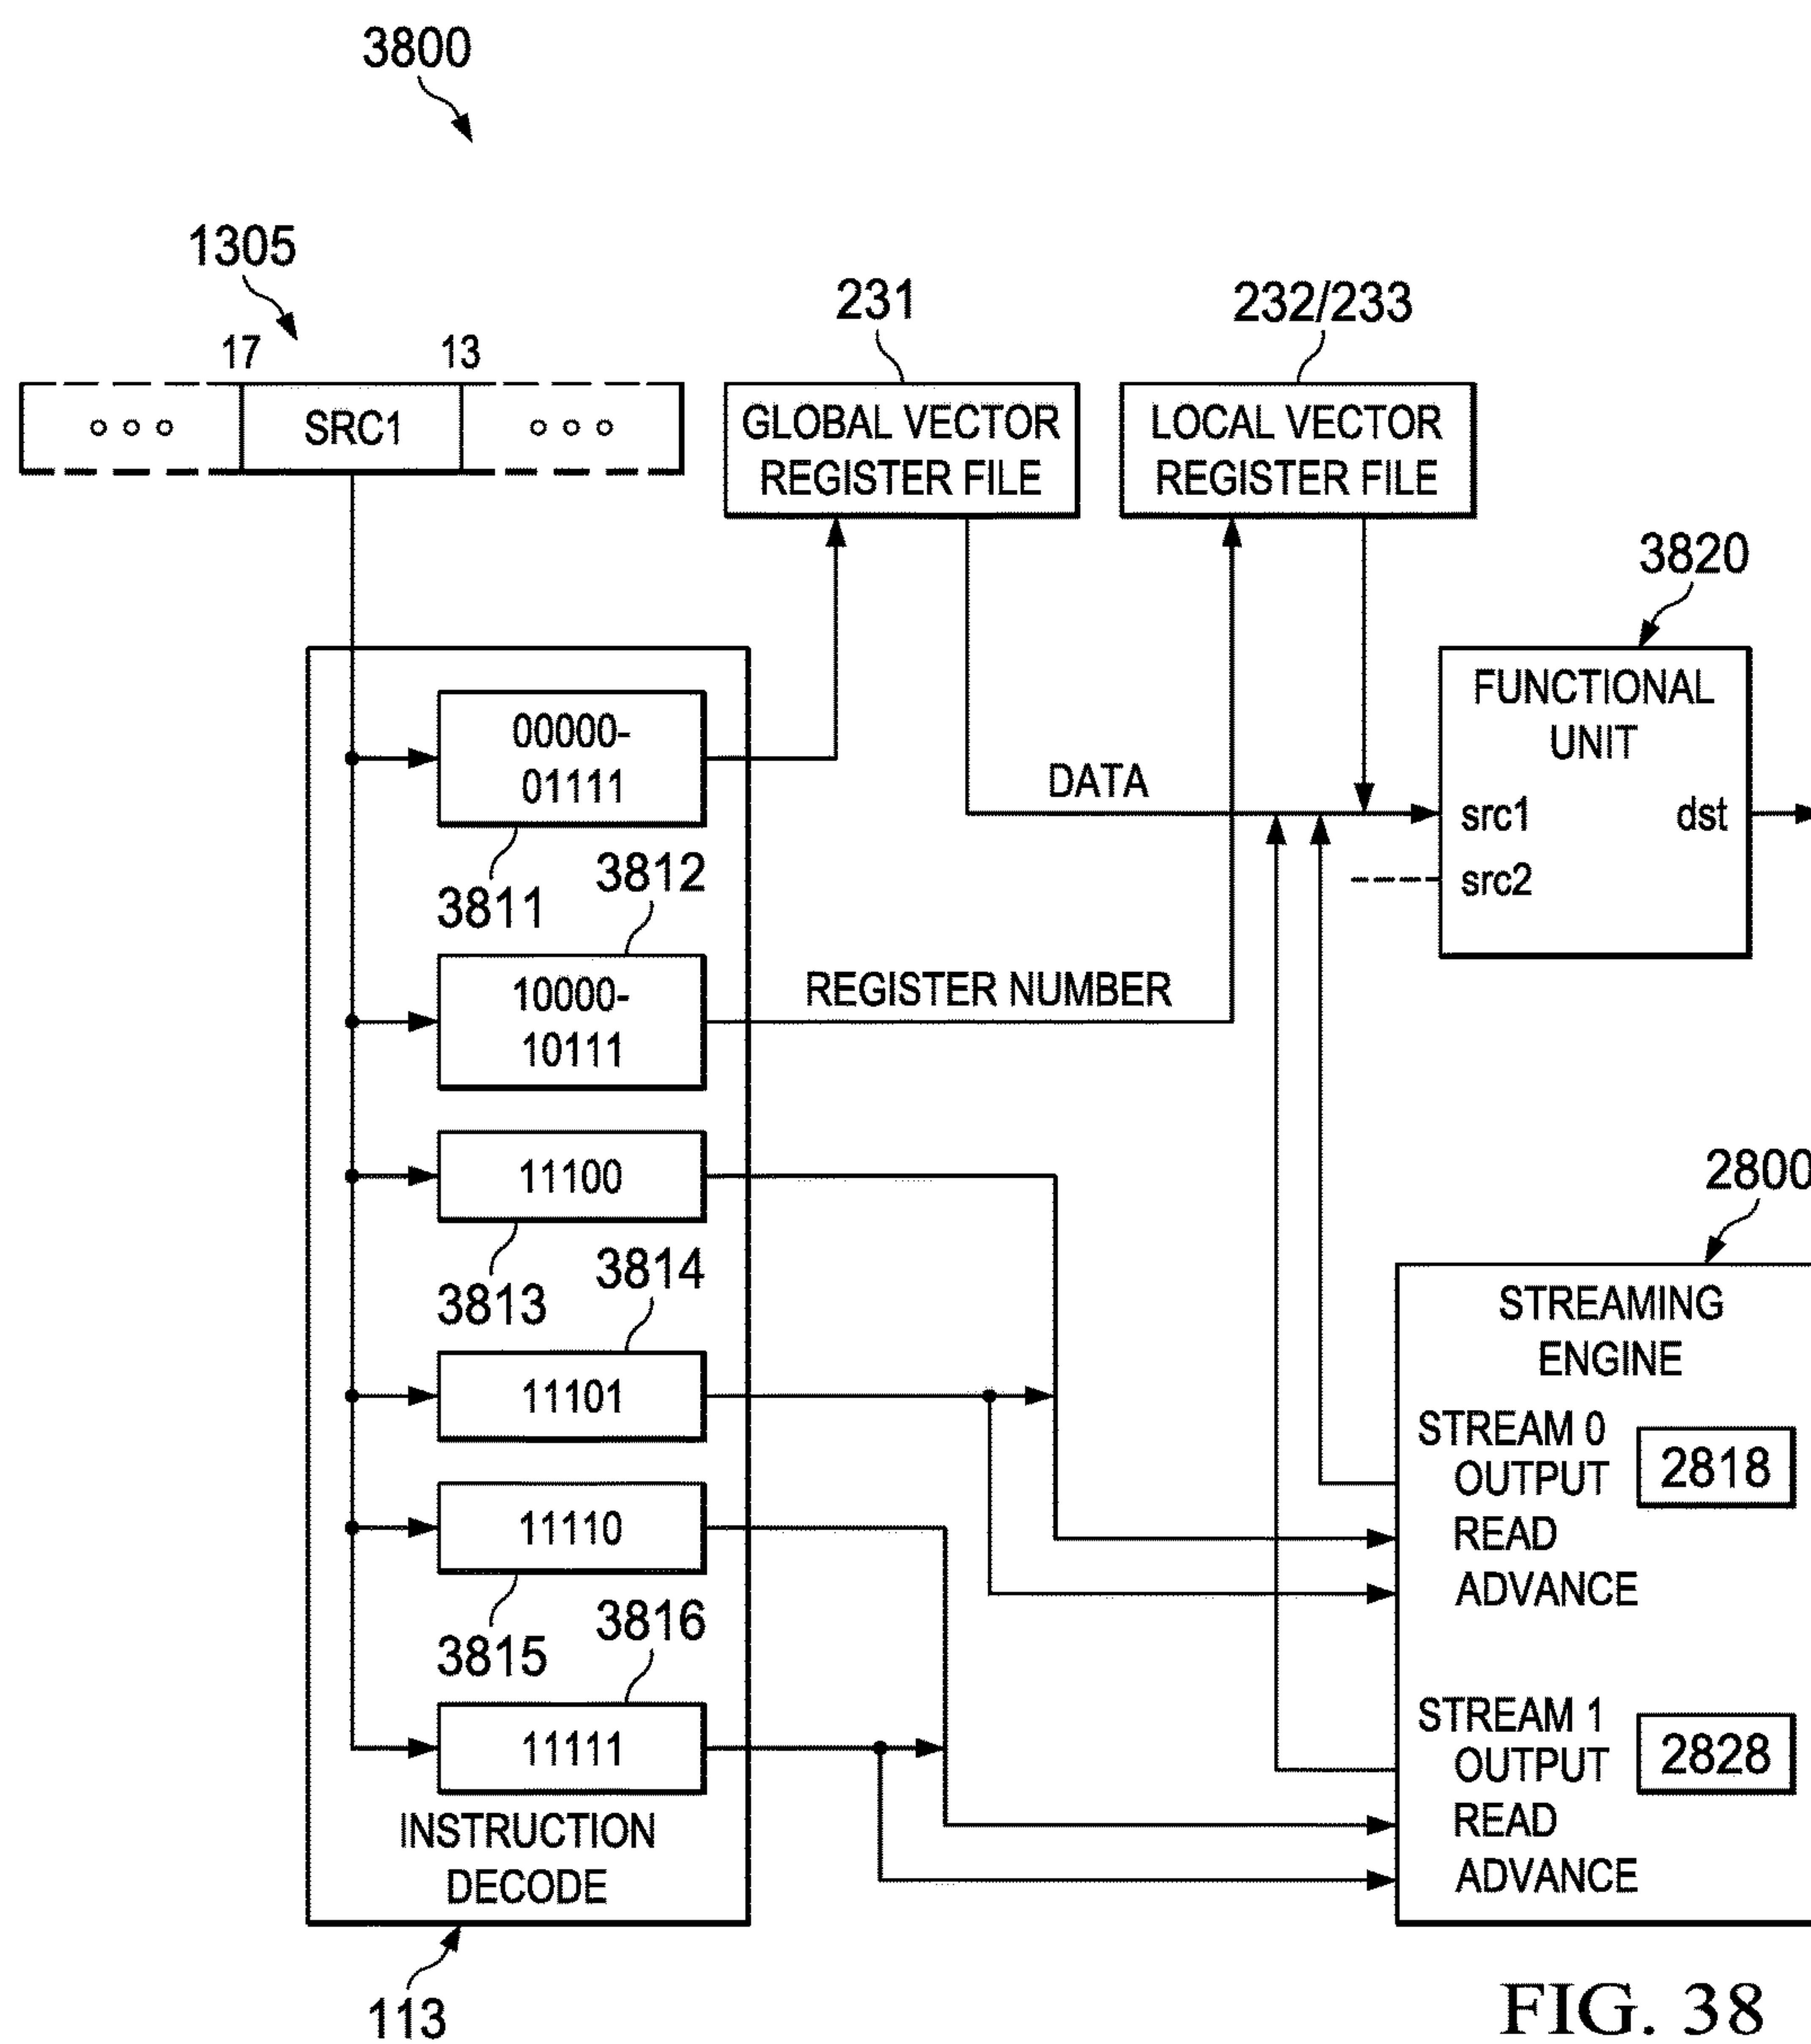 3800
1305
17
13
SRC1
231
GLOBAL VECTOR
REGISTER FILE
232/233
LOCAL VECTOR
REGISTER FILE
3820
FUNCTIONAL
UNIT
src1
dst
src2
DATA
00000-
01111
3811
3812
10000-
10111
REGISTER NUMBER
11100
3813
3814
11101
11110
3815
3816
11111
INSTRUCTION
DECODE
113
2800
STREAMING
ENGINE
STREAM 0
OUTPUT
2818
READ
ADVANCE
STREAM 1
OUTPUT
2828
READ
ADVANCE
FIG. 38